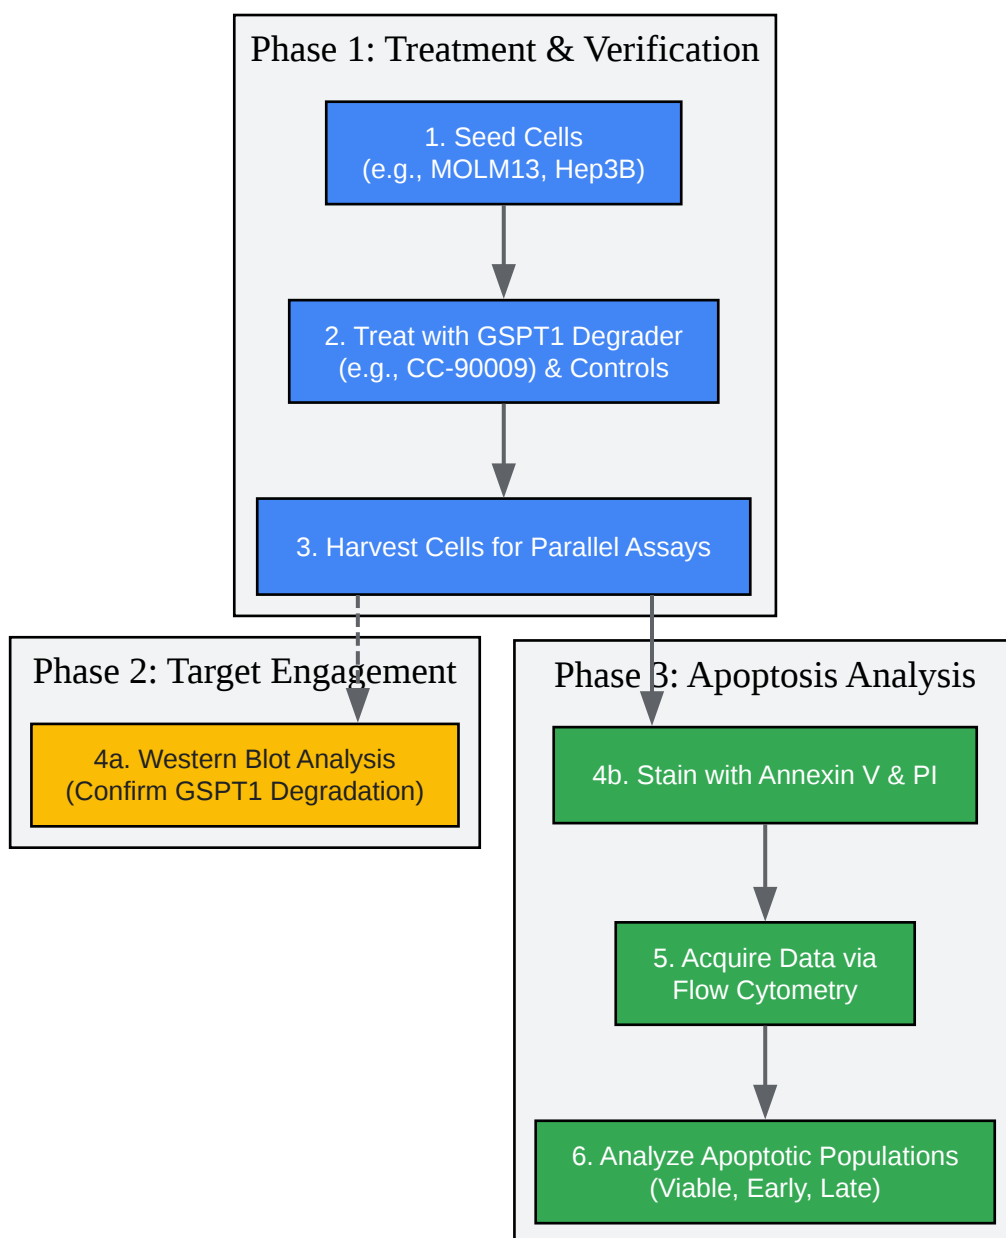 Phase 1: Treatment & Verification
1. Seed Cells
(e.g., MOLM13, Hep3B)
2. Treat with GSPT1 Degrader
(e.g., CC-90009) & Controls
3. Harvest Cells for Parallel Assays
Phase 2: Target Engagement
4a. Western Blot Analysis
(Confirm GSPT1 Degradation)
Phase 3: Apoptosis Analysis
4b. Stain with Annexin V & PI
5. Acquire Data via
Flow Cytometry
6. Analyze Apoptotic Populations
(Viable, Early, Late)